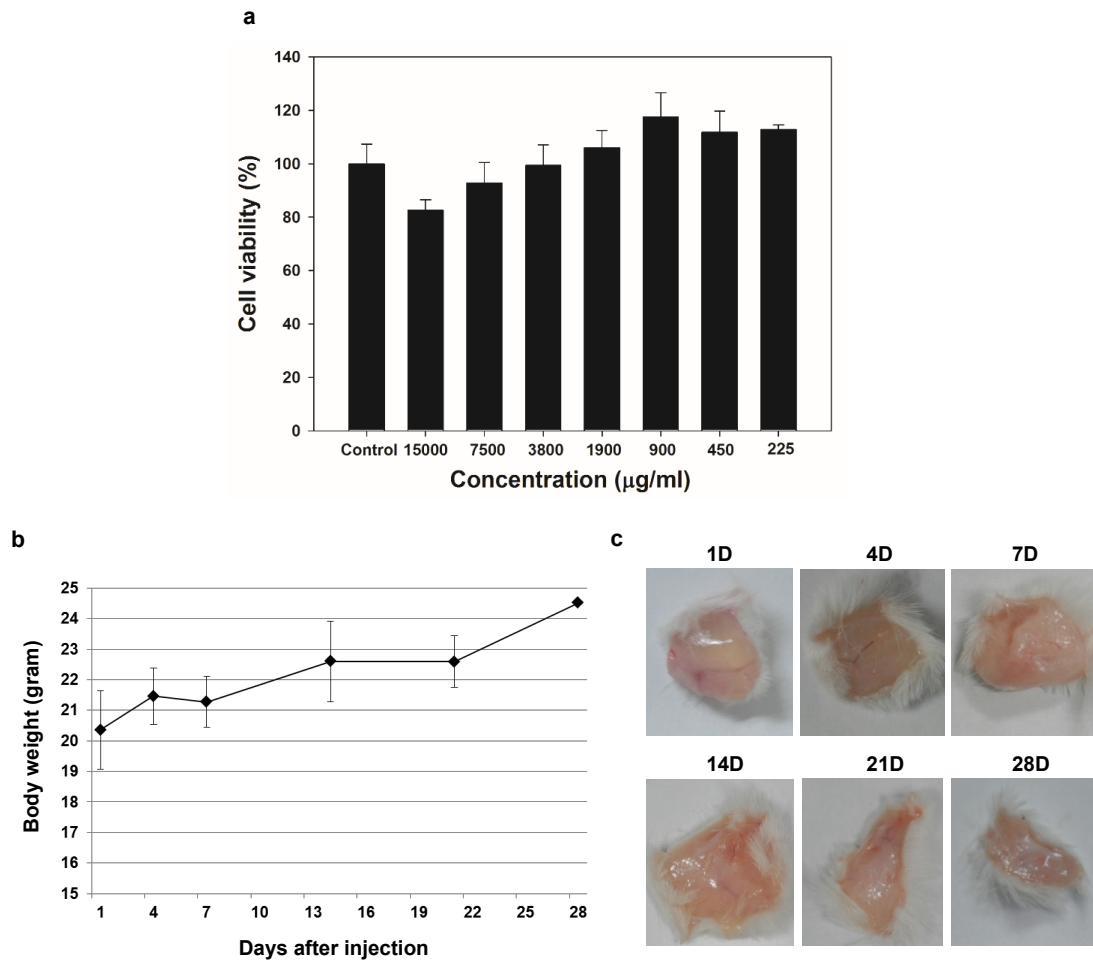 a
140
120
100
80
60
40
20
0
Cell viability (%)
Control 15000 7500 3800 1900 900 450 225
Concentration (μg/ml)
b
25
24
23
22
21
20
19
18
17
16
15
Body weight (gram)
1 4 7 10 13 16 19 22 25 28
Days after injection
c
1D 4D 7D
14D 21D 28D